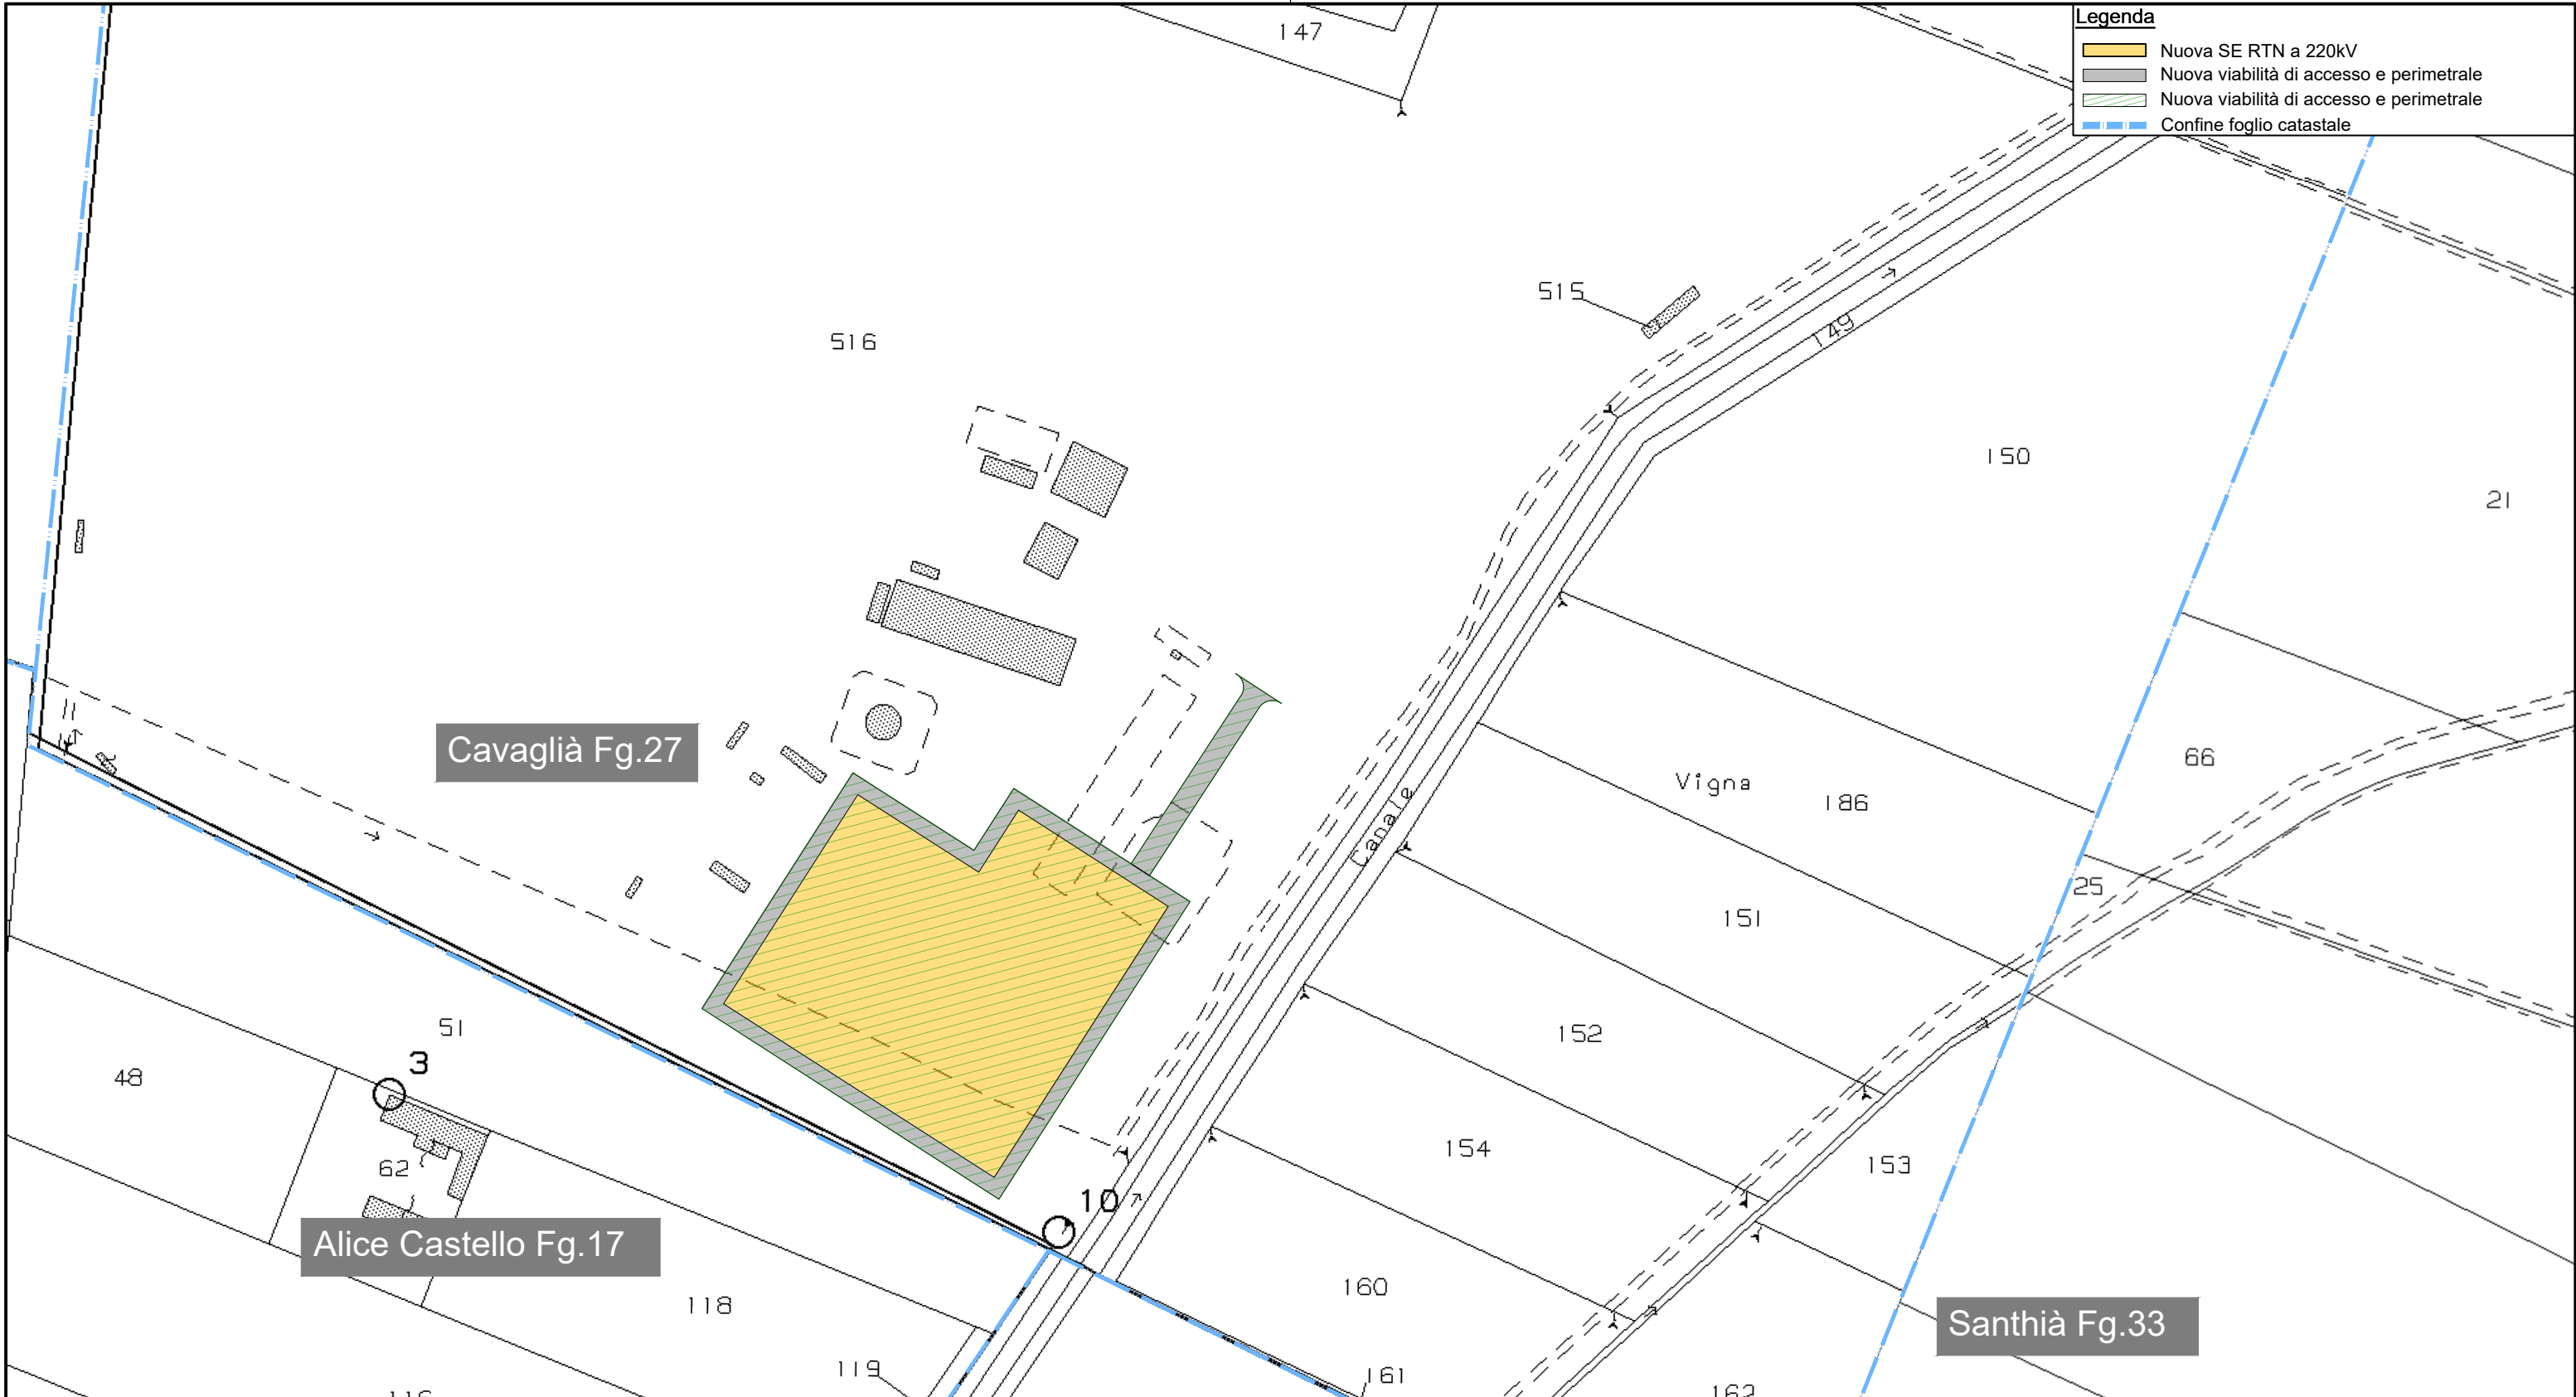 147
Legenda
Nuova SE RTN a 220kV
Nuova viabilità di accesso e perimetrale
Nuova viabilità di accesso e perimetrale
Confine foglio catastale
515
516
149
150
21
Cavaglià Fg.27
66
Vigna
186
Canale
25
151
51
152
3
48
154
62
153
10
Alice Castello Fg.17
160
118
Santhià Fg.33
119
161
162